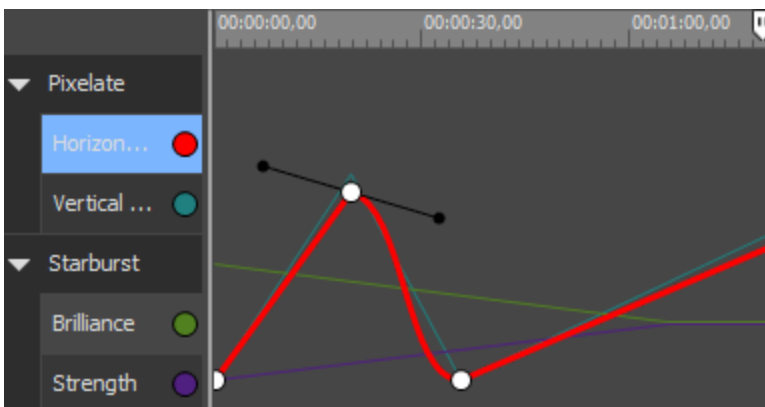 00:00:00,00 00:00:30,00 00:01:00,00
Pixelate
Horizon...
Vertical ...
Starburst
Brilliance
Strength